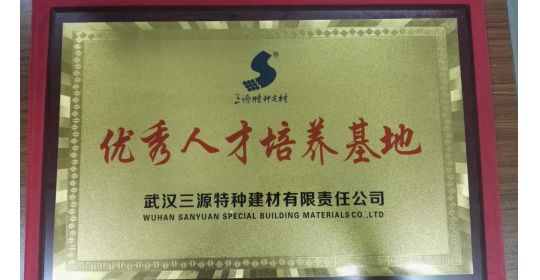 ®
三源特种建材
优秀人才培养基地
武汉三源特种建材有限责任公司
WUHAN SANYUAN SPECIAL BUILDING MATERIALS CO.,LTD